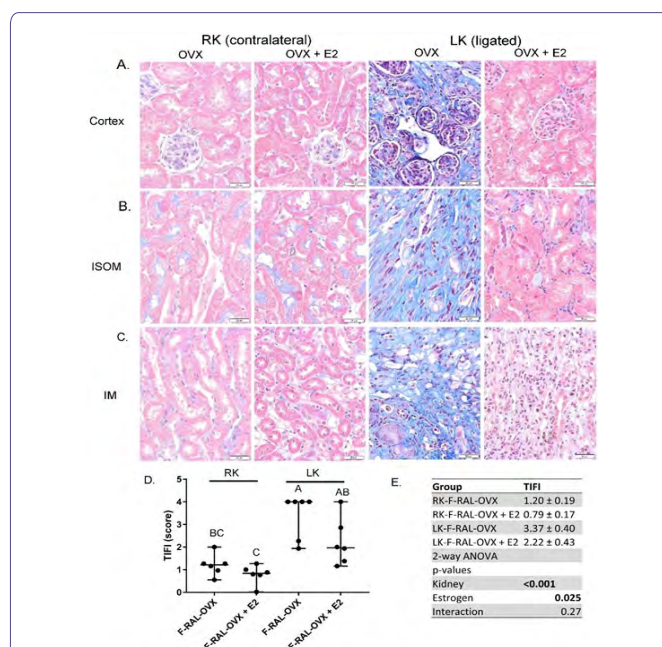 RK (contralateral) LK (ligated)
OVX OVX + E2 OVX OVX + E2
A.
Cortex
B.
ISOM
C.
IM
D. RK LK
TIFI (score)
5
4
3
2
1
0
BC C A AB
F-RAL-OVX F-RAL-OVX + E2 F-RAL-OVX F-RAL-OVX + E2
E.
Group TIFI
RK-F-RAL-OVX 1.20 ± 0.19
RK-F-RAL-OVX + E2 0.79 ± 0.17
LK-F-RAL-OVX 3.37 ± 0.40
LK-F-RAL-OVX + E2 2.22 ± 0.43
2-way ANOVA
p-values
Kidney <0.001
Estrogen 0.025
Interaction 0.27